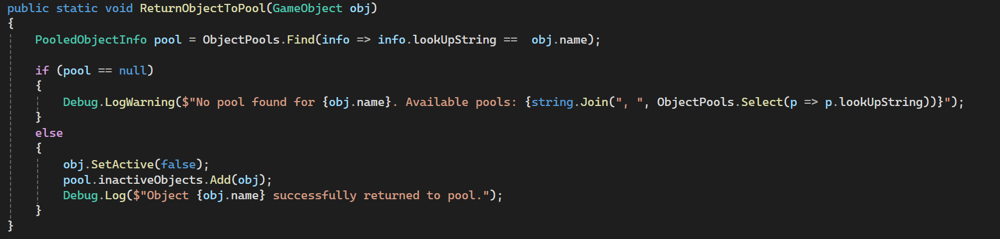 public static void ReturnObjectToPool(GameObject obj)
{
    PooledObjectInfo pool = ObjectPools.Find(info => info.lookUpString ==  obj.name);

    if (pool == null)
    {
        Debug.LogWarning($"No pool found for {obj.name}. Available pools: {string.Join(", ", ObjectPools.Select(p => p.lookUpString))}");
    }
    else
    {
        obj.SetActive(false);
        pool.inactiveObjects.Add(obj);
        Debug.Log($"Object {obj.name} successfully returned to pool.");
    }
}